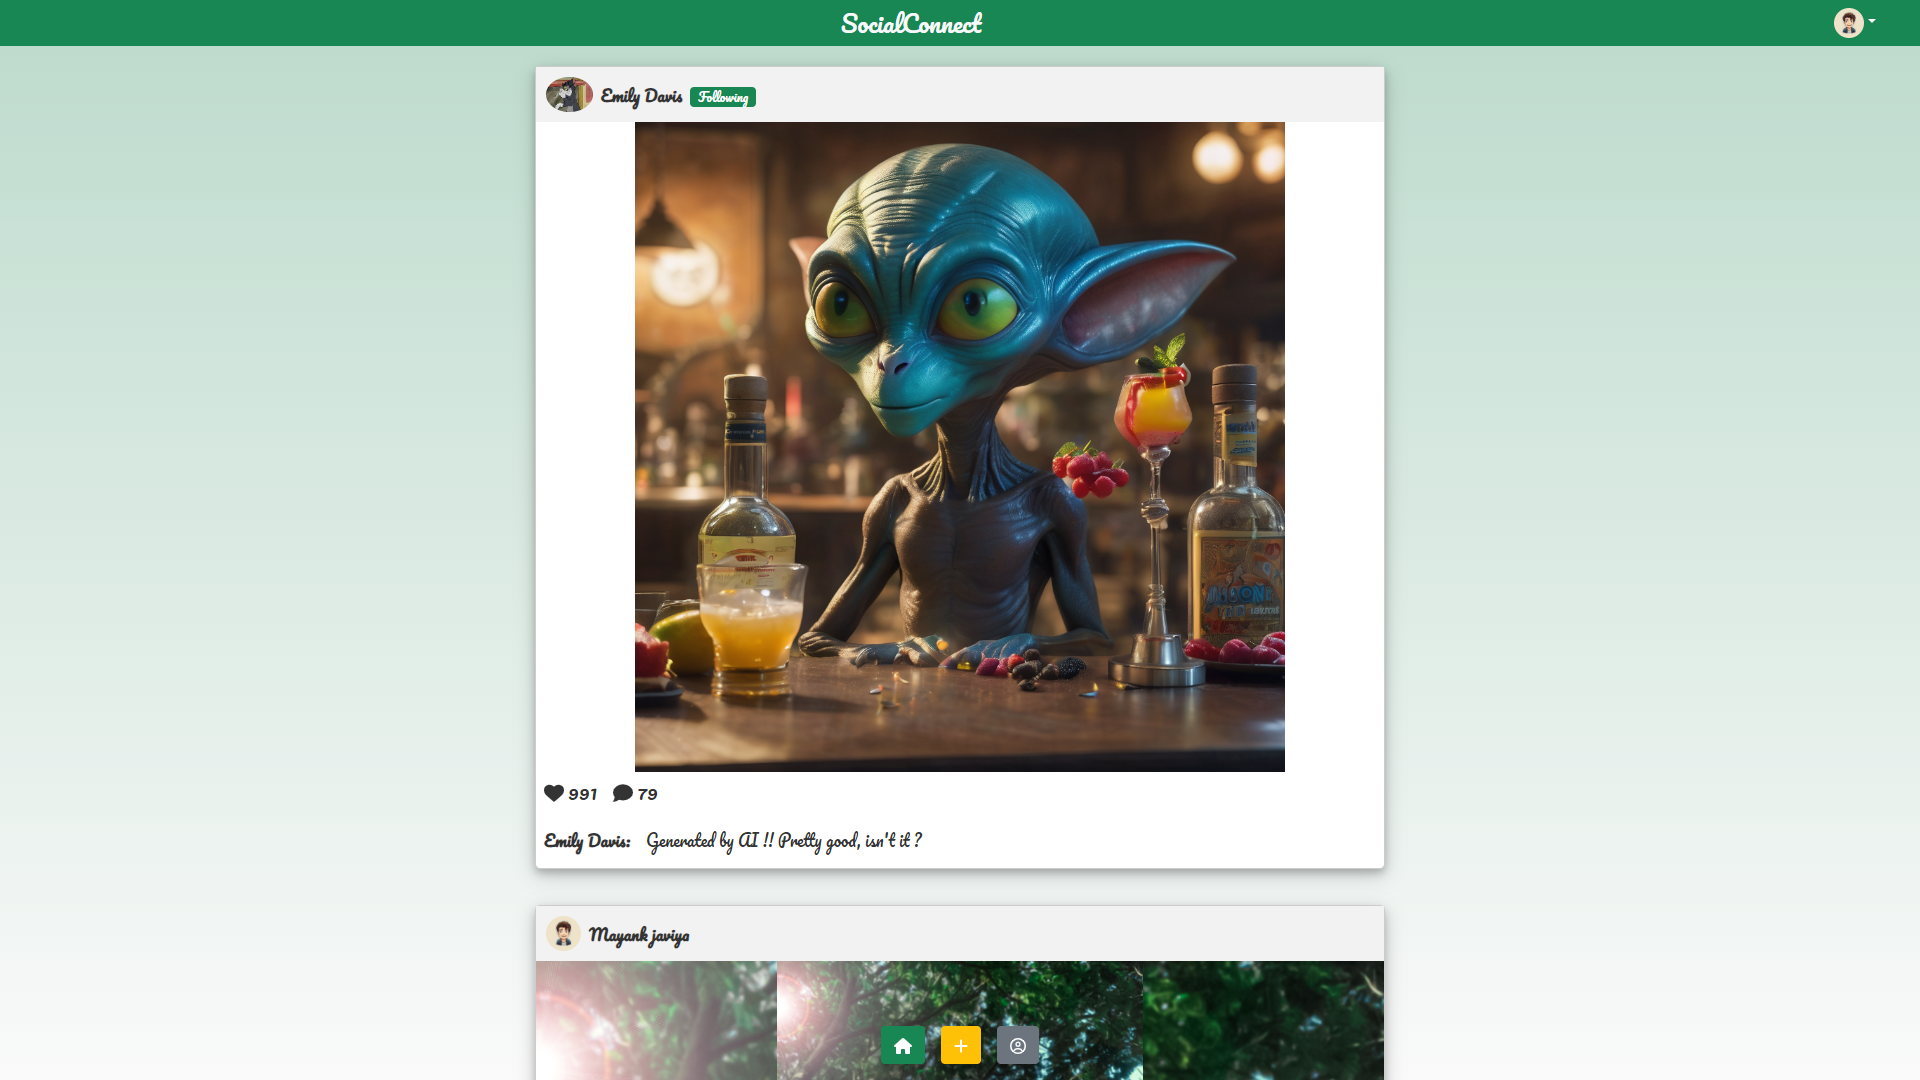 SocialConnect
Emily Davis Following
991 79
Emily Davis: Generated by AI !! Pretty good, isn't it ?
Mayank javiya